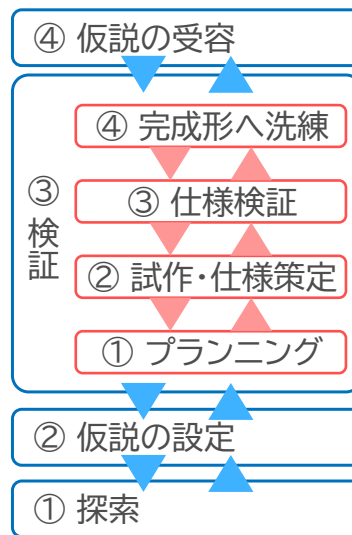 ④ 仮説の受容
③検証
④ 完成形へ洗練
③ 仕様検証
② 試作・仕様策定
① プランニング
② 仮説の設定
① 探索